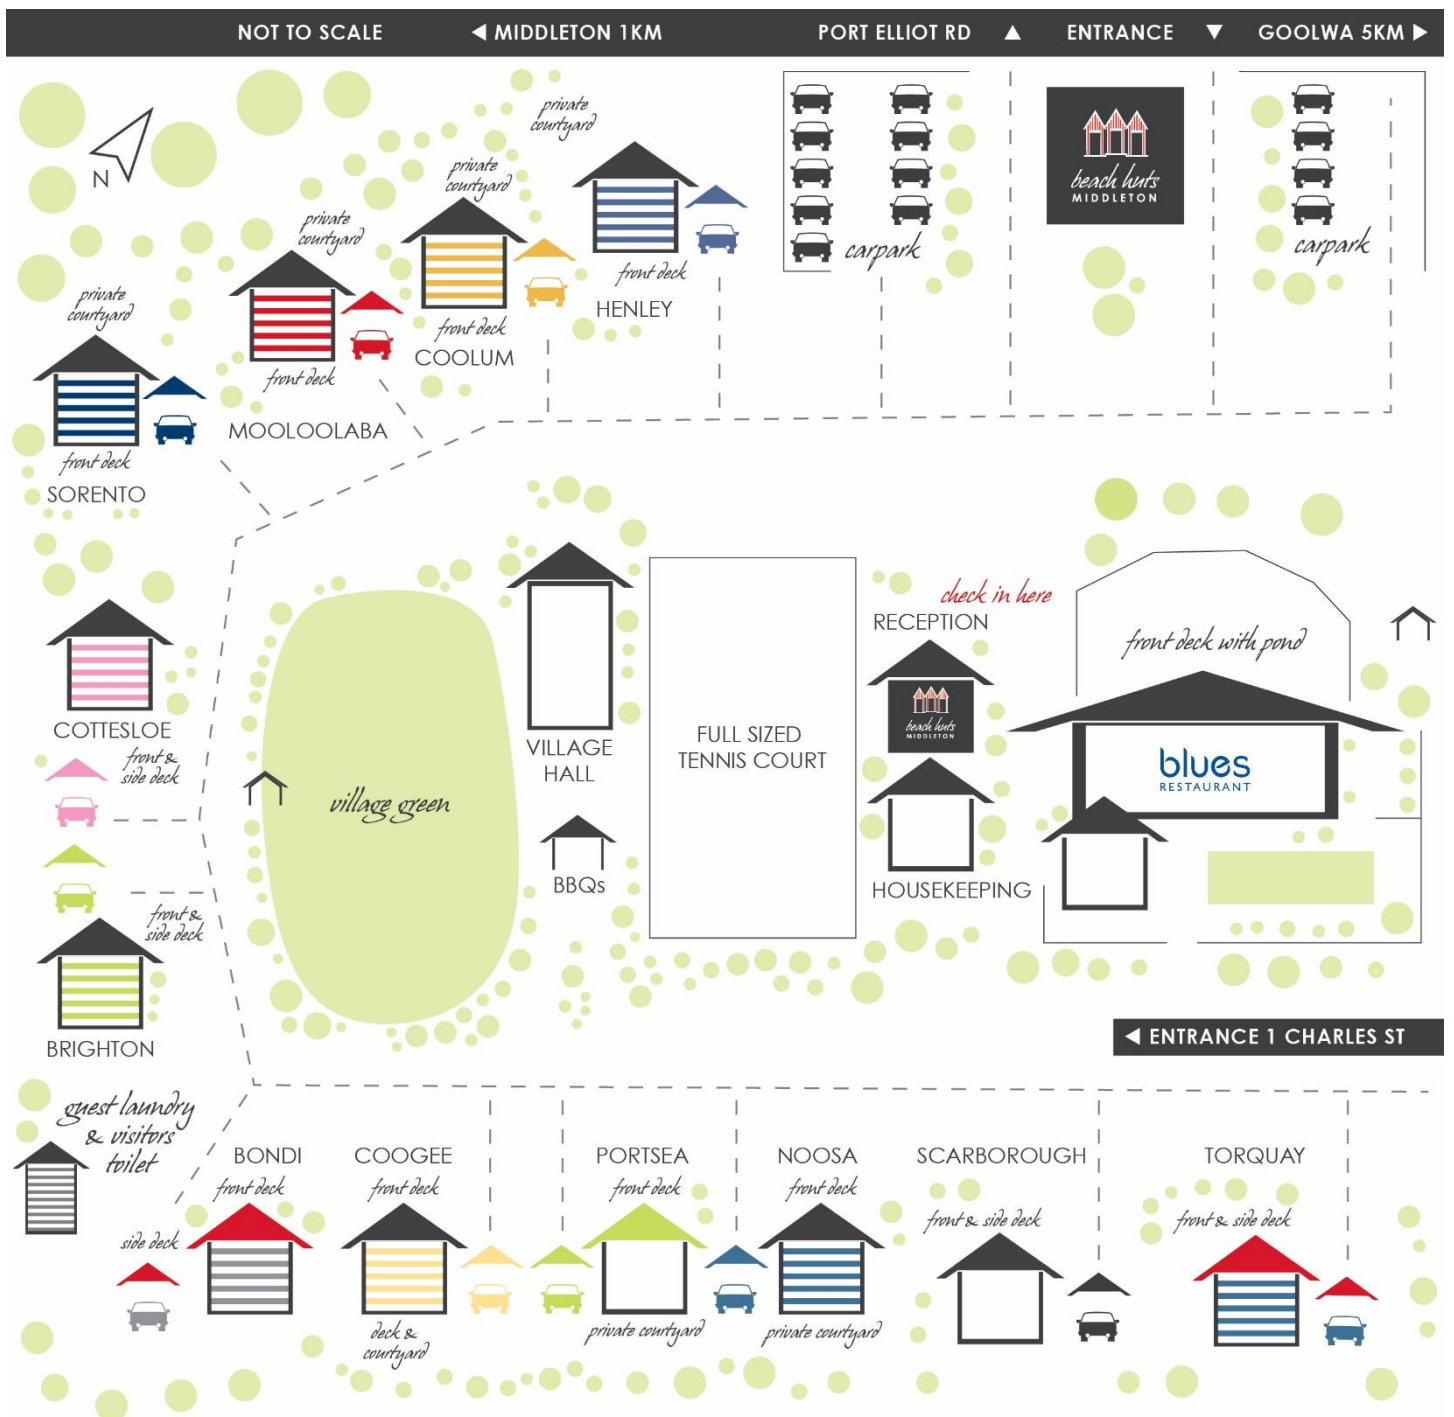 NOT TO SCALE
◀ MIDDLETON 1KM
PORT ELLIOT RD ▲
ENTRANCE ▼
GOOLWA 5KM ▶
N
private
courtyard
front deck
HENLEY
private
courtyard
front deck
COOLUM
private
courtyard
front deck
MOOLOOLABA
private
courtyard
front deck
SORENTO
carpark
beach huts
MIDDLETON
carpark
COTTESLOE
front &
side deck
front &
side deck
BRIGHTON
village green
VILLAGE
HALL
BBQs
FULL SIZED
TENNIS COURT
check in here
RECEPTION
beach huts
MIDDLETON
HOUSEKEEPING
front deck with pond
blues
RESTAURANT
◀ ENTRANCE 1 CHARLES ST
guest laundry
& visitors
toilet
BONDI
front deck
side deck
COOGEE
front deck
deck &
courtyard
PORTSEA
front deck
private courtyard
NOOSA
front deck
private courtyard
SCARBOROUGH
front & side deck
TORQUAY
front & side deck